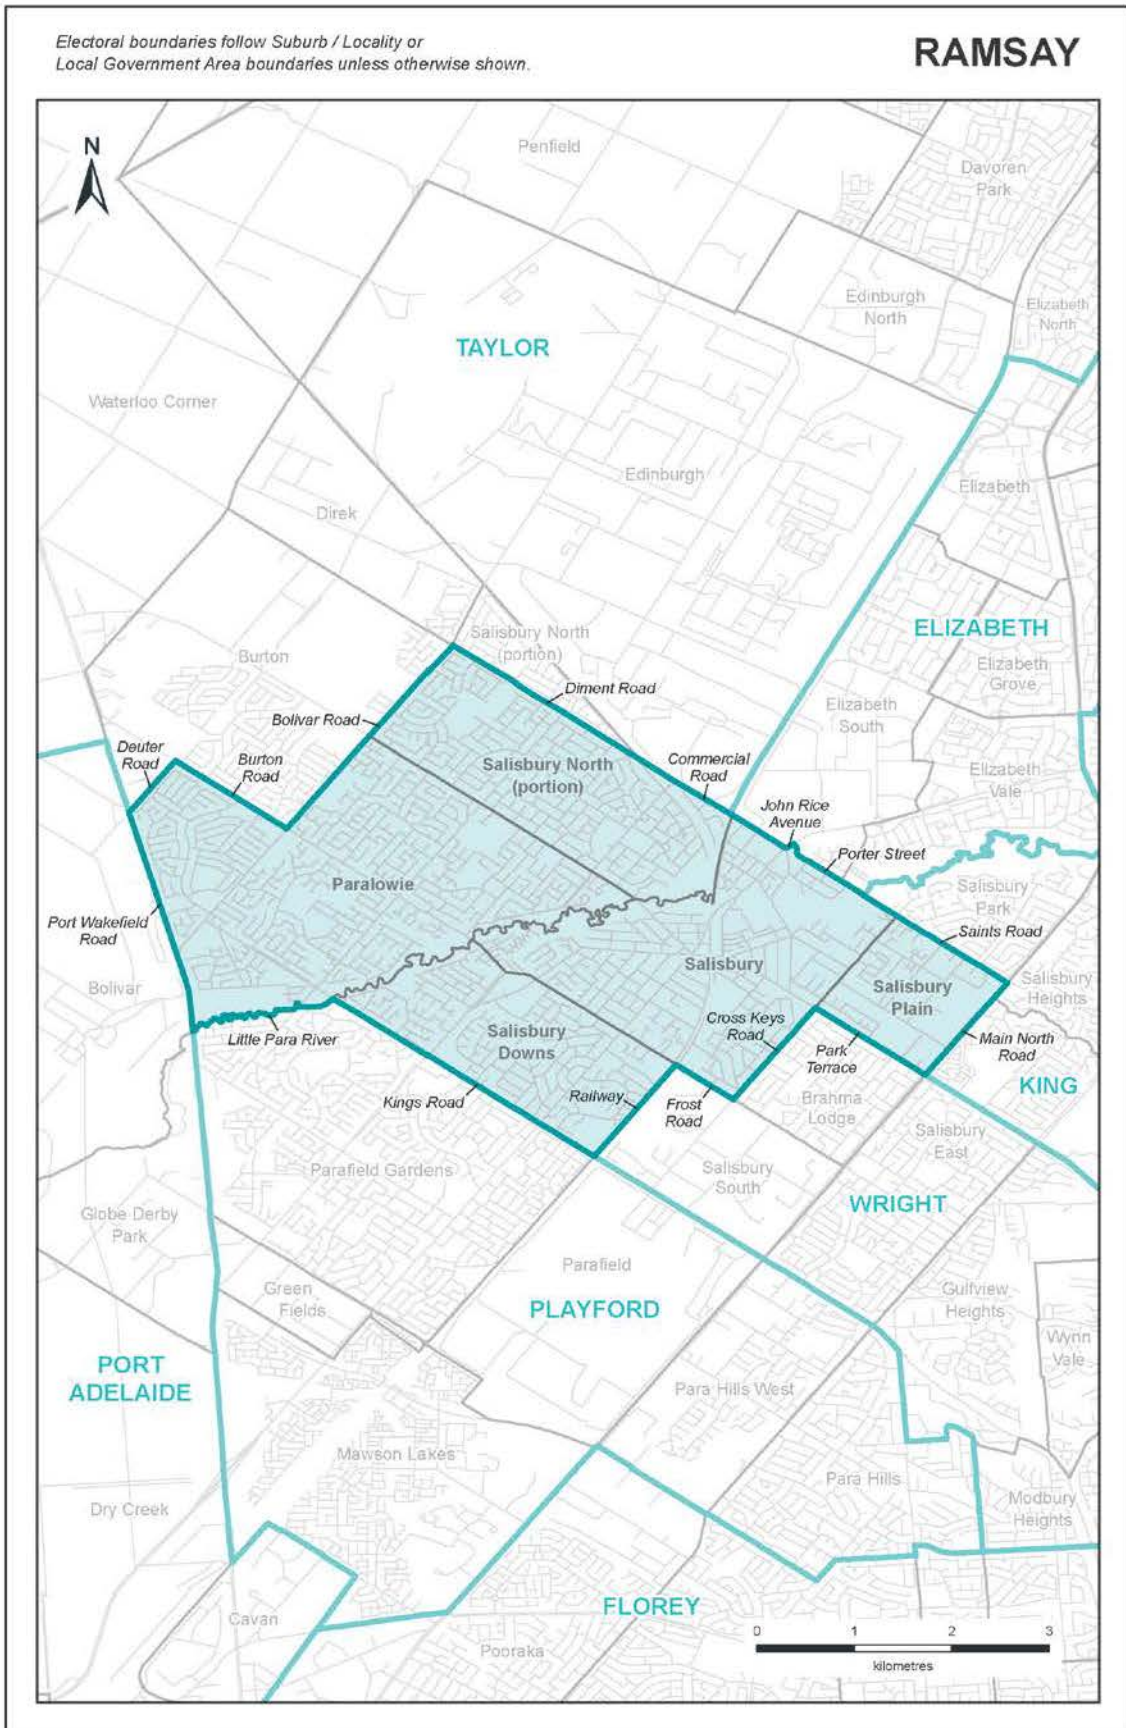 Electoral boundaries follow Suburb / Locality or
Local Government Area boundaries unless otherwise shown.
RAMSAY
N
Penfield
Davoren
Park
Edinburgh
North
Elizabeth
North
TAYLOR
Waterloo Corner
Edinburgh
Elizabeth
Direk
ELIZABETH
Salisbury North
(portion)
Burton
Elizabeth
Grove
Diment Road
Elizabeth
South
Bolivar Road
Deuter
Road
Burton
Road
Salisbury North
(portion)
Commercial
Road
Elizabeth
Vale
John Rice
Avenue
Porter Street
Paralowie
Salisbury
Park
Port Wakefield
Road
Saints Road
Bolivar
Salisbury
Salisbury
Plain
Salisbury
Heights
Little Para River
Salisbury
Downs
Cross Keys
Road
Park
Terrace
Main North
Road
KING
Kings Road
Railway
Frost
Road
Brahma
Lodge
Salisbury
East
Parafield Gardens
Salisbury
South
WRIGHT
Globe Derby
Park
Parafield
Green
Fields
PLAYFORD
Gulfview
Heights
Wynn
Vale
PORT
ADELAIDE
Para Hills West
Mawson Lakes
Para Hills
Dry Creek
Modbury
Heights
FLOREY
Cavan
Pooraka
0 1 2 3
kilometres